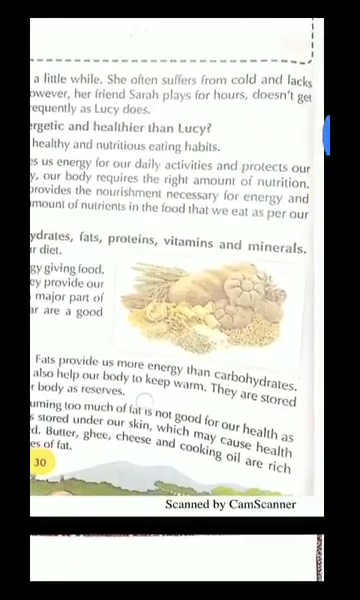 a little while. She often suffers from cold and lacks
owever, her friend Sarah plays for hours, doesn't get
requently as Lucy does.
rgetic and healthier than Lucy?
healthy and nutritious eating habits.
es us energy for our daily activities and protects our
y, our body requires the right amount of nutrition.
provides the nourishment necessary for energy and
mount of nutrients in the food that we eat as per our
ydrates, fats, proteins, vitamins and minerals.
r diet.
gy giving food.
ey provide our
major part of
ar are a good
Fats provide us more energy than carbohydrates.
also help our body to keep warm. They are stored
r body as reserves.
uming too much of fat is not good for our health as
s stored under our skin, which may cause health
d. Butter, ghee, cheese and cooking oil are rich
es of fat.
30
Scanned by CamScanner